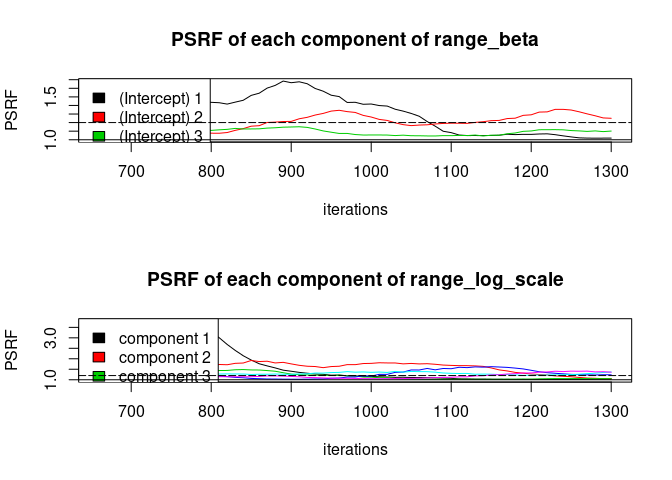 PSRF of each component of range_beta
PSRF
1.0
1.5
(Intercept) 1
(Intercept) 2
(Intercept) 3
700 800 900 1000 1100 1200 1300
iterations
PSRF of each component of range_log_scale
PSRF
1.0
3.0
component 1
component 2
component 3
700 800 900 1000 1100 1200 1300
iterations